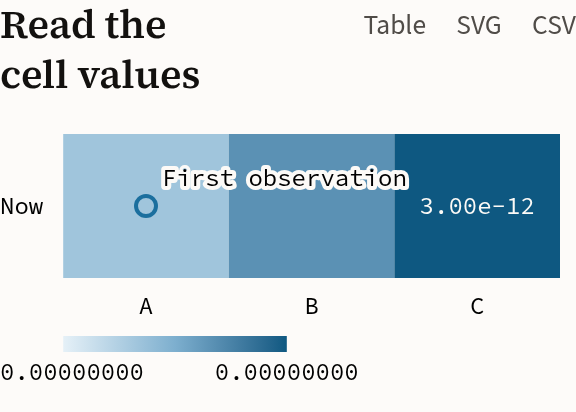 Read the
cell values
Table SVG CSV
First observation
Now 3.00e-12
A B C
0.00000000 0.00000000